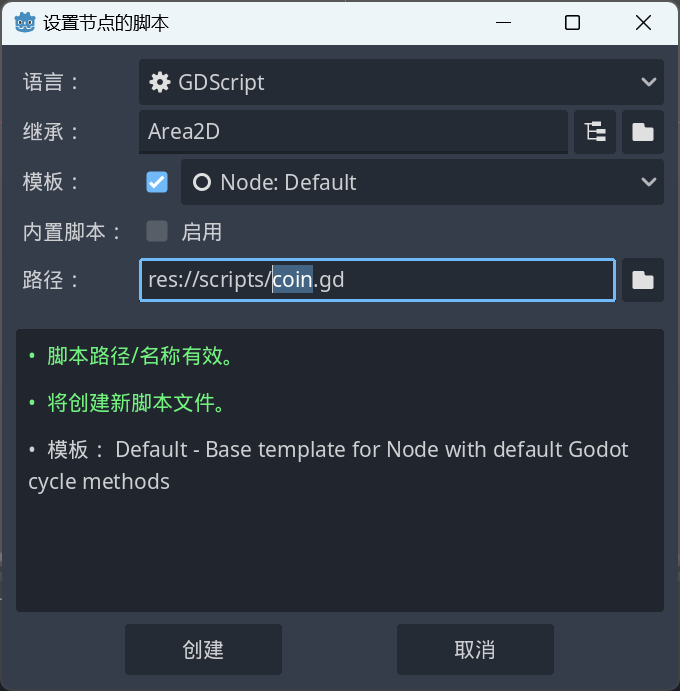 设置节点的脚本
语言：
GDScript
继承：
Area2D
模板：
Node: Default
内置脚本：
启用
路径：
res://scripts/coin.gd
• 脚本路径/名称有效。
• 将创建新脚本文件。
• 模板：Default - Base template for Node with default Godot
cycle methods
创建
取消